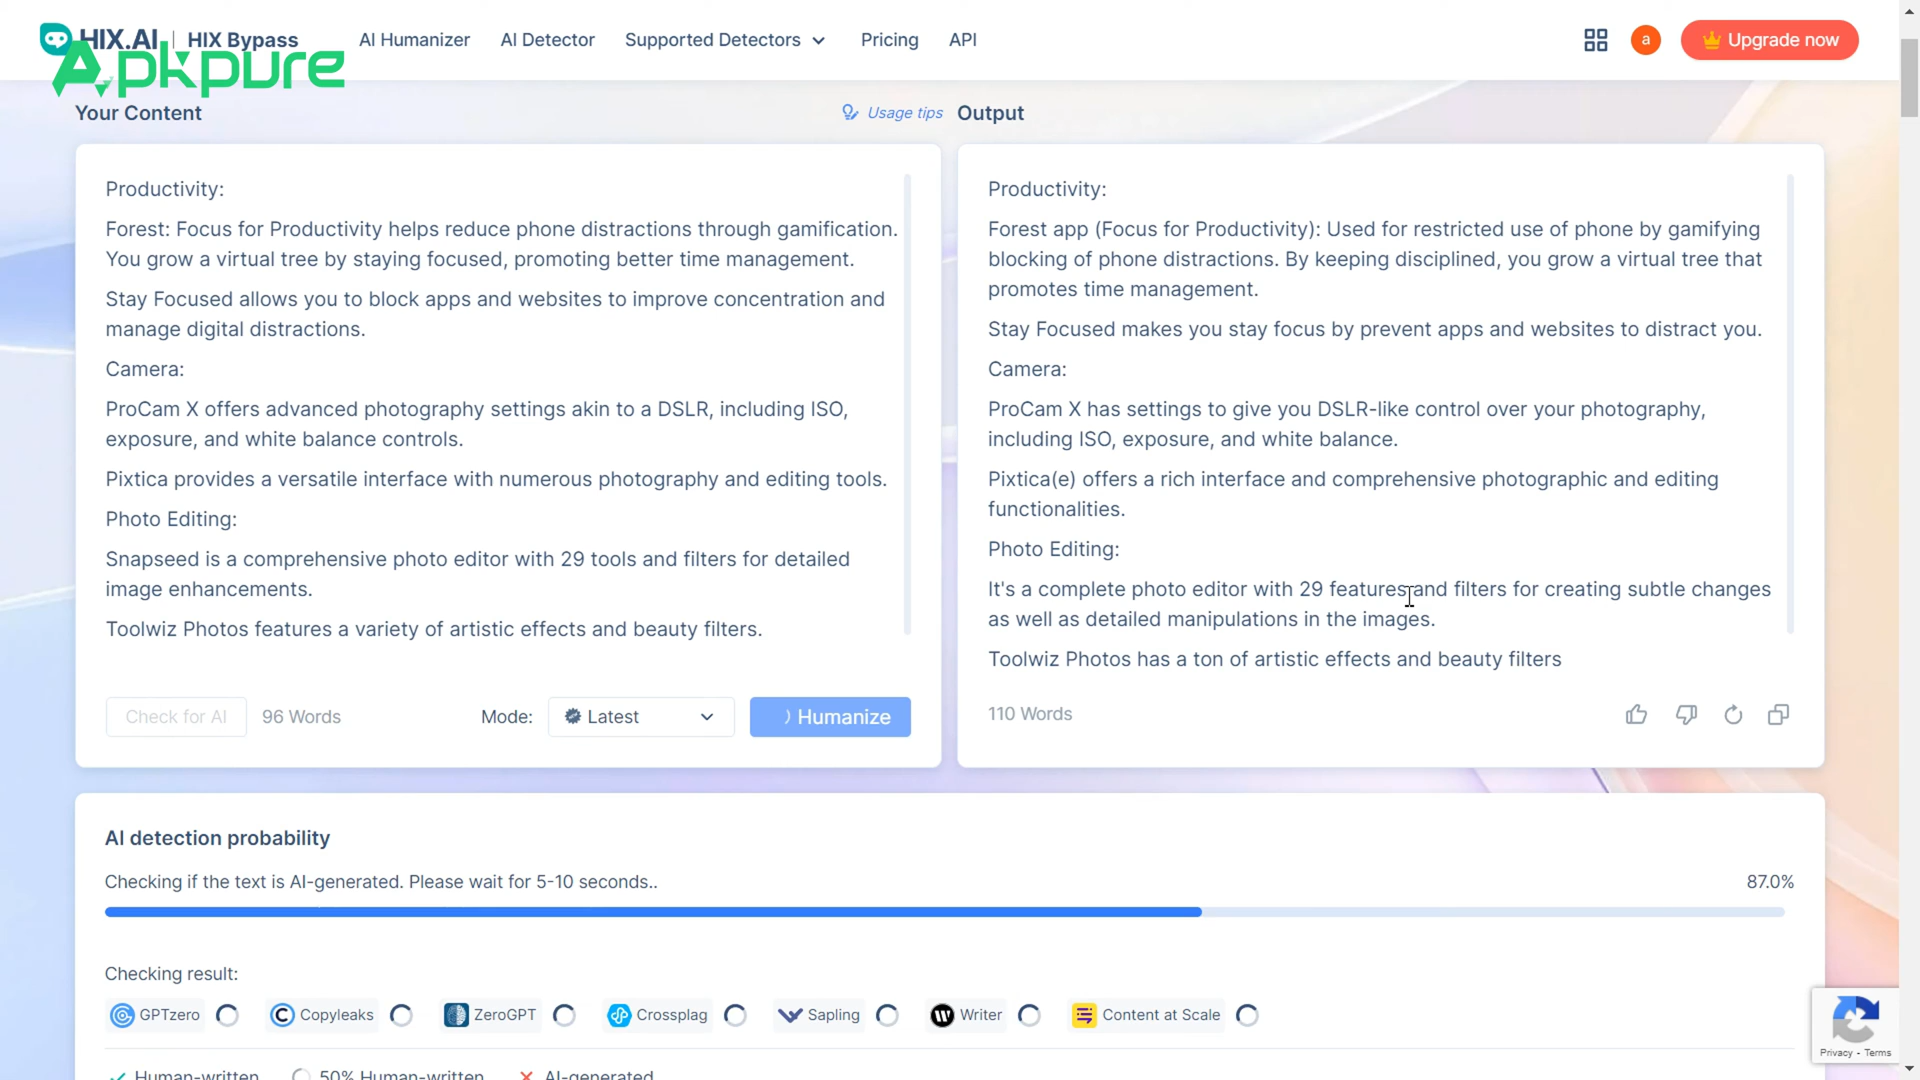 HIX.AI | HIX Bypass
AI Humanizer
AI Detector
Supported Detectors
Pricing
API
a
Upgrade now
Apkpure
Your Content
Usage tips
Output
Productivity:
Forest: Focus for Productivity helps reduce phone distractions through gamification.
You grow a virtual tree by staying focused, promoting better time management.
Stay Focused allows you to block apps and websites to improve concentration and
manage digital distractions.
Camera:
ProCam X offers advanced photography settings akin to a DSLR, including ISO,
exposure, and white balance controls.
Pixtica provides a versatile interface with numerous photography and editing tools.
Photo Editing:
Snapseed is a comprehensive photo editor with 29 tools and filters for detailed
image enhancements.
Toolwiz Photos features a variety of artistic effects and beauty filters.
Check for AI
96 Words
Mode:
Latest
Humanize
Productivity:
Forest app (Focus for Productivity): Used for restricted use of phone by gamifying
blocking of phone distractions. By keeping disciplined, you grow a virtual tree that
promotes time management.
Stay Focused makes you stay focus by prevent apps and websites to distract you.
Camera:
ProCam X has settings to give you DSLR-like control over your photography,
including ISO, exposure, and white balance.
Pixtica(e) offers a rich interface and comprehensive photographic and editing
functionalities.
Photo Editing:
It's a complete photo editor with 29 features and filters for creating subtle changes
as well as detailed manipulations in the images.
Toolwiz Photos has a ton of artistic effects and beauty filters
110 Words
AI detection probability
Checking if the text is AI-generated. Please wait for 5-10 seconds..
87.0%
Checking result:
GPTzero
Copyleaks
ZeroGPT
Crossplag
Sapling
Writer
Content at Scale
Human-written
50% Human-written
AI-generated
Privacy - Terms